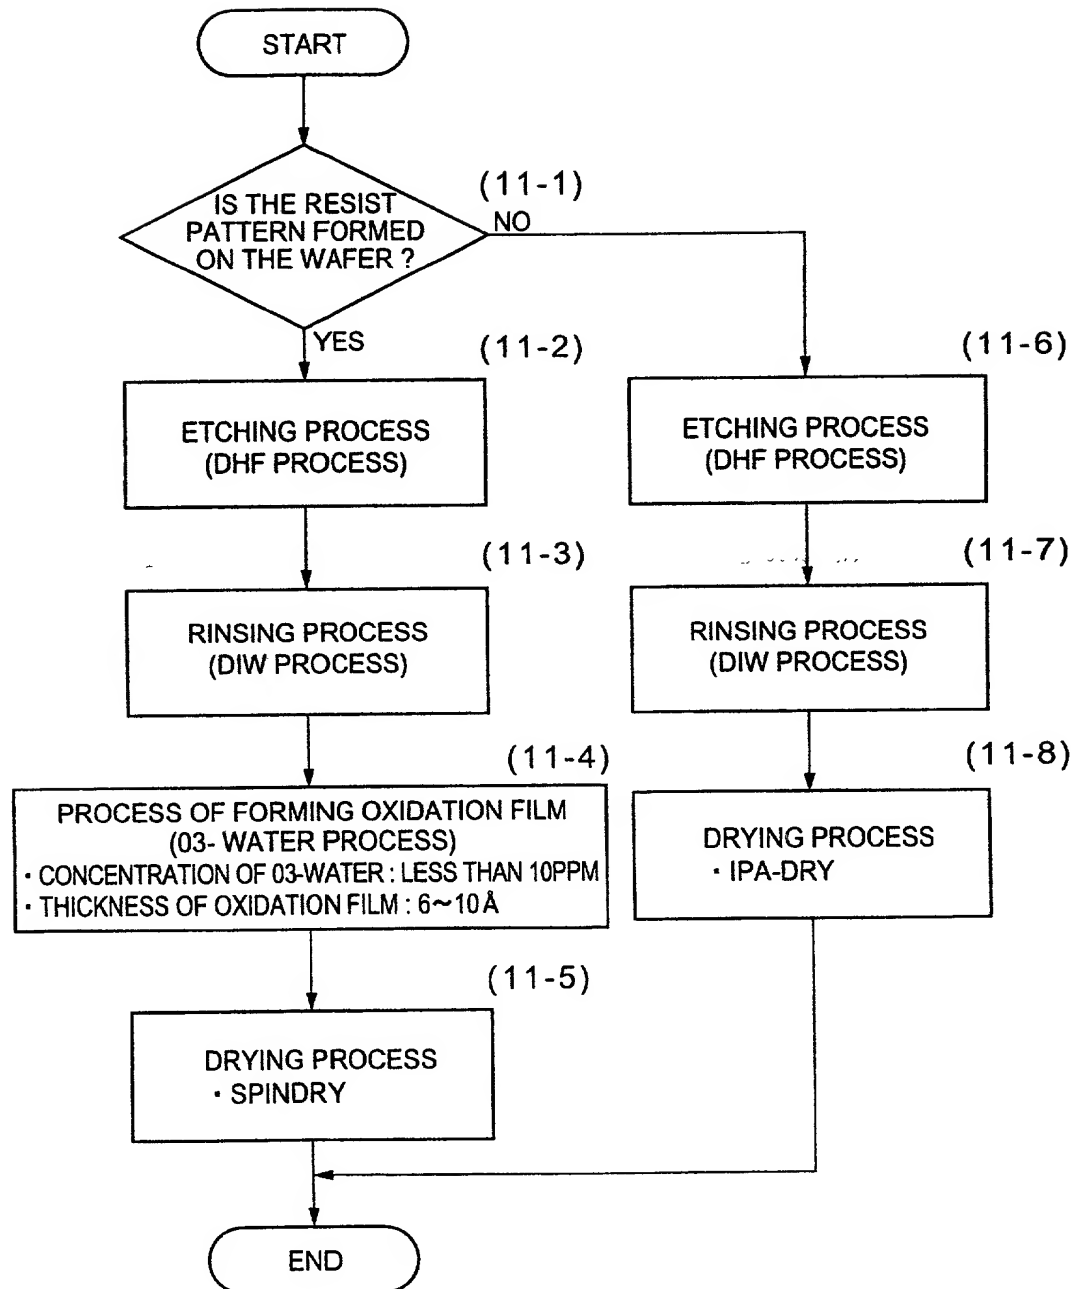 START
(11-1)
IS THE RESIST
PATTERN FORMED
ON THE WAFER ?
NO
YES
(11-2)
ETCHING PROCESS
(DHF PROCESS)
(11-3)
RINSING PROCESS
(DIW PROCESS)
(11-4)
PROCESS OF FORMING OXIDATION FILM
(03- WATER PROCESS)
・CONCENTRATION OF 03-WATER : LESS THAN 10PPM
・THICKNESS OF OXIDATION FILM : 6～10Å
(11-5)
DRYING PROCESS
・SPINDRY
(11-6)
ETCHING PROCESS
(DHF PROCESS)
(11-7)
RINSING PROCESS
(DIW PROCESS)
(11-8)
DRYING PROCESS
・IPA-DRY
END